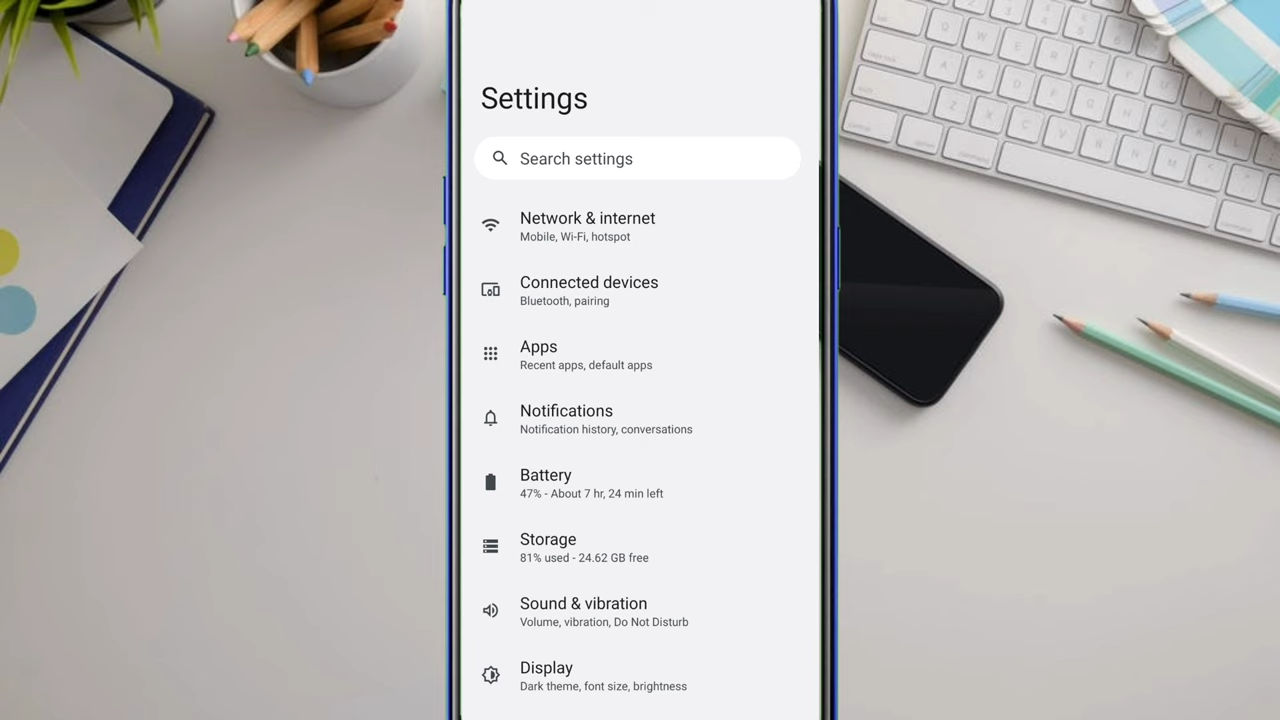 Settings
Search settings
Network & internet
Mobile, Wi-Fi, hotspot
Connected devices
Bluetooth, pairing
Apps
Recent apps, default apps
Notifications
Notification history, conversations
Battery
47% - About 7 hr, 24 min left
Storage
81% used - 24.62 GB free
Sound & vibration
Volume, vibration, Do Not Disturb
Display
Dark theme, font size, brightness
Q W E R T Y U
A S D F G H J K
Z X C V B N M
command
command